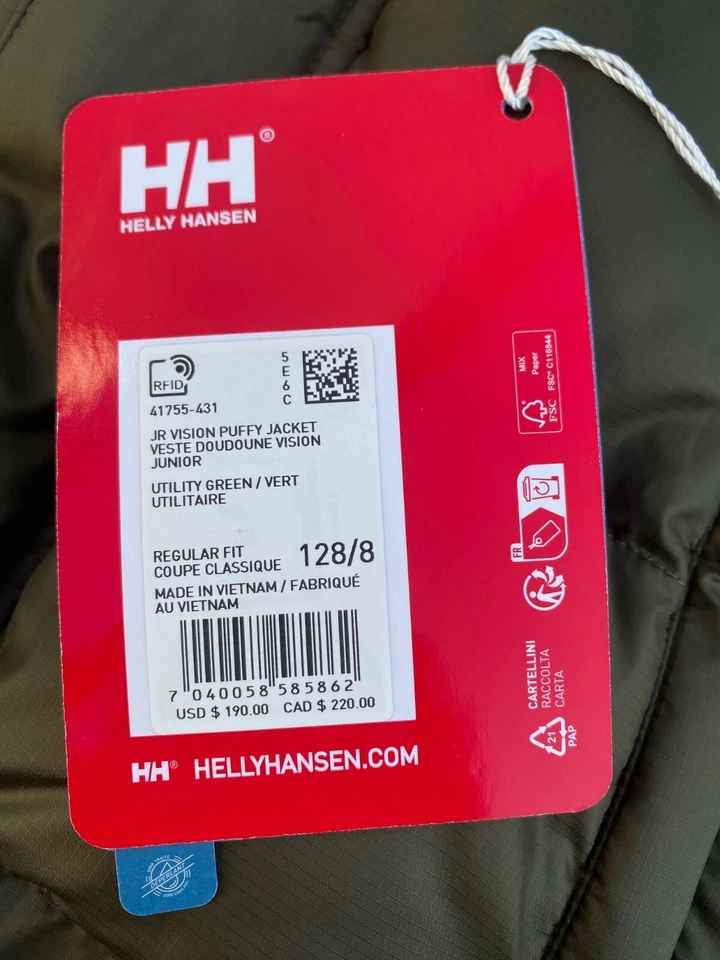 HH®
HELLY HANSEN
RFID
5
E
6
C
41755-431
JR VISION PUFFY JACKET
VESTE DOUDOUNE VISION
JUNIOR
UTILITY GREEN / VERT
UTILITAIRE
REGULAR FIT
COUPE CLASSIQUE
128/8
MADE IN VIETNAM / FABRIQUÉ
AU VIETNAM
7 040058 585862
USD $ 190.00 CAD $ 220.00
HH® HELLYHANSEN.COM
MIX
Paper
FSC® C116844
FSC
FR
CARTELLINI
RACCOLTA
CARTA
21
PAP
DÉPERLANT